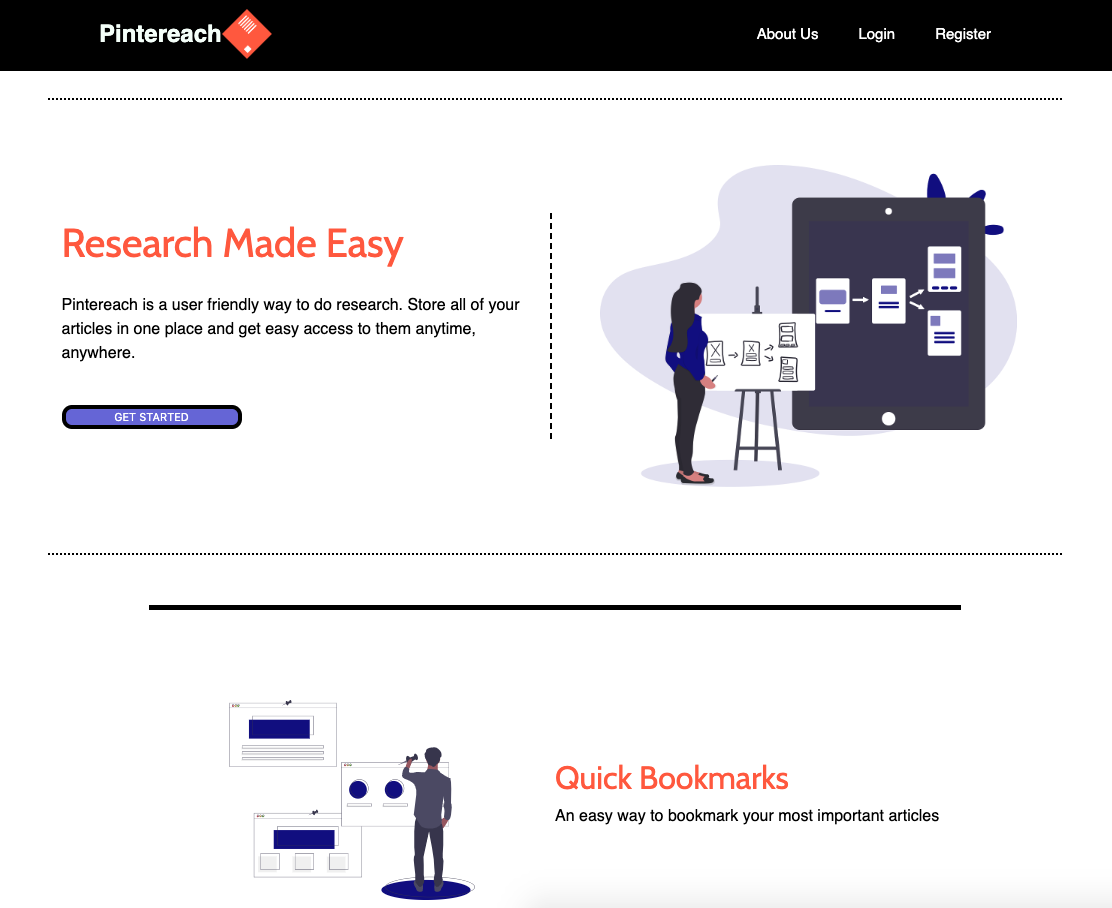 Pintereach
About Us
Login
Register
Research Made Easy
Pintereach is a user friendly way to do research. Store all of your
articles in one place and get easy access to them anytime,
anywhere.
GET STARTED
Quick Bookmarks
An easy way to bookmark your most important articles